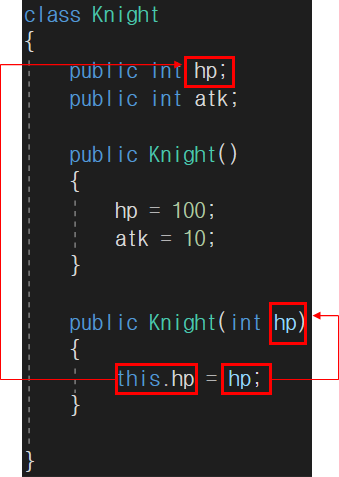 class Knight
{
public int hp;
public int atk;
public Knight()
{
hp = 100;
atk = 10;
}
public Knight(int hp)
{
this.hp = hp;
}
}